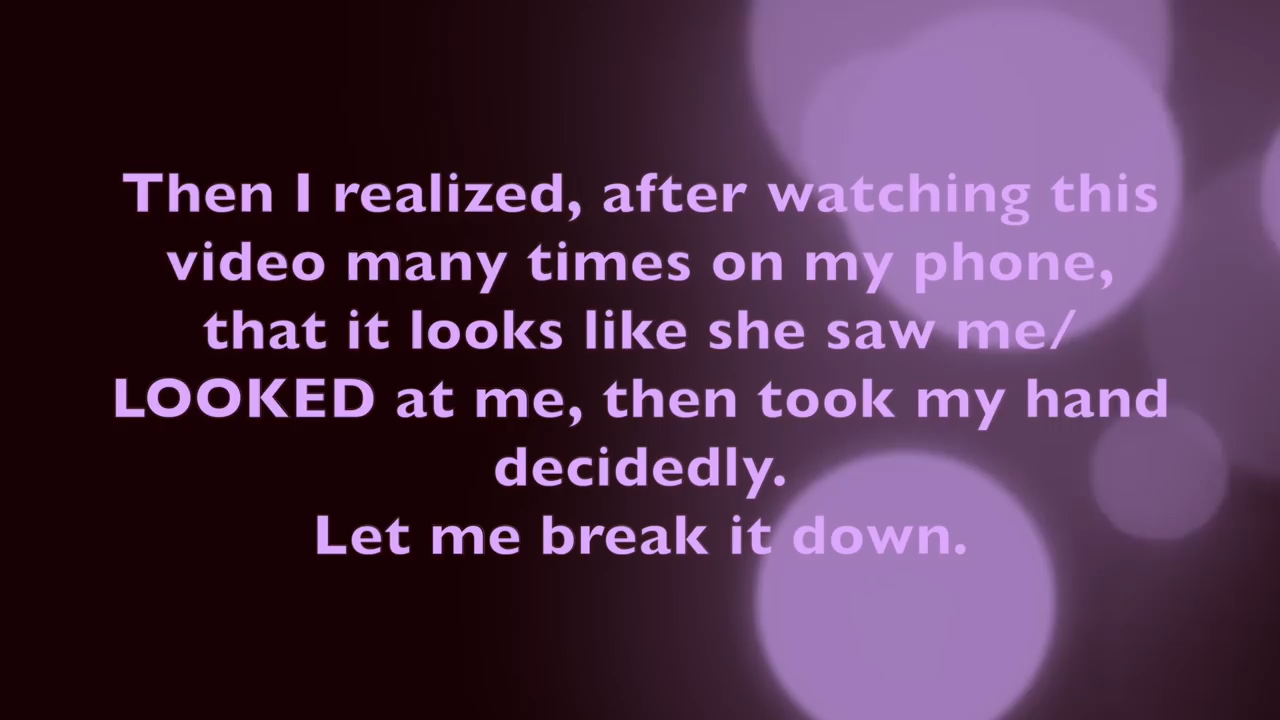 Then I realized, after watching this
video many times on my phone,
that it looks like she saw me/
LOOKED at me, then took my hand
decidedly.
Let me break it down.